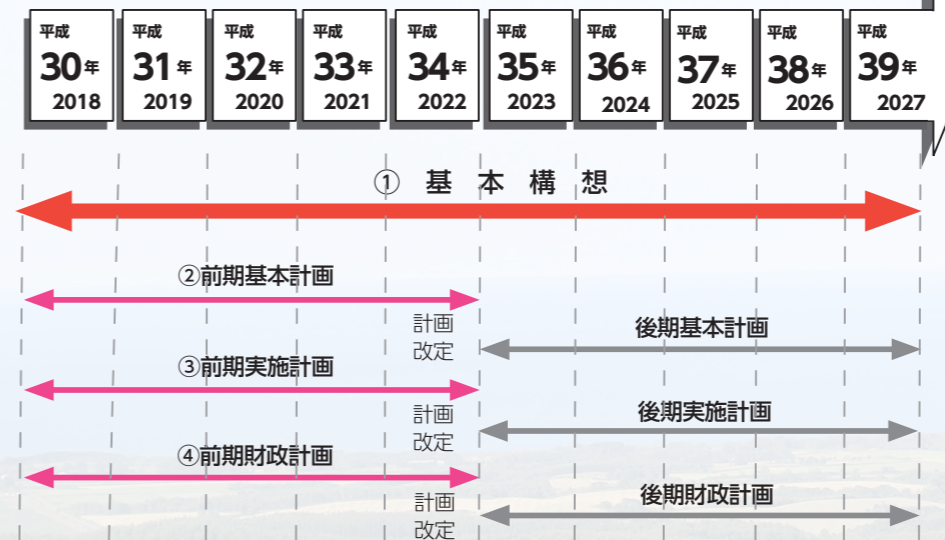 平成 平成 平成 平成 平成 平成 平成 平成 平成 平成
30年 31年 32年 33年 34年 35年 36年 37年 38年 39年
2018 2019 2020 2021 2022 2023 2024 2025 2026 2027
① 基本構想
②前期基本計画
計画
改定
後期基本計画
③前期実施計画
計画
改定
後期実施計画
④前期財政計画
計画
改定
後期財政計画